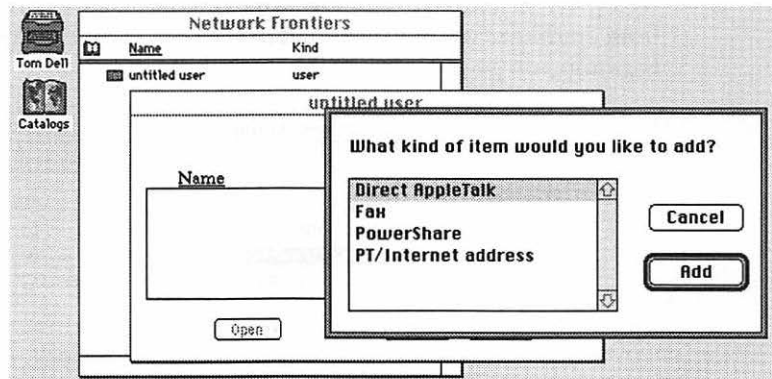 Network Frontiers
Name Kind
Tom Dell
untitled user user
Catalogs
untitled user
Name
Open
What kind of item would you like to add?
Direct AppleTalk
Fax
PowerShare
PT/Internet address
Cancel
Add